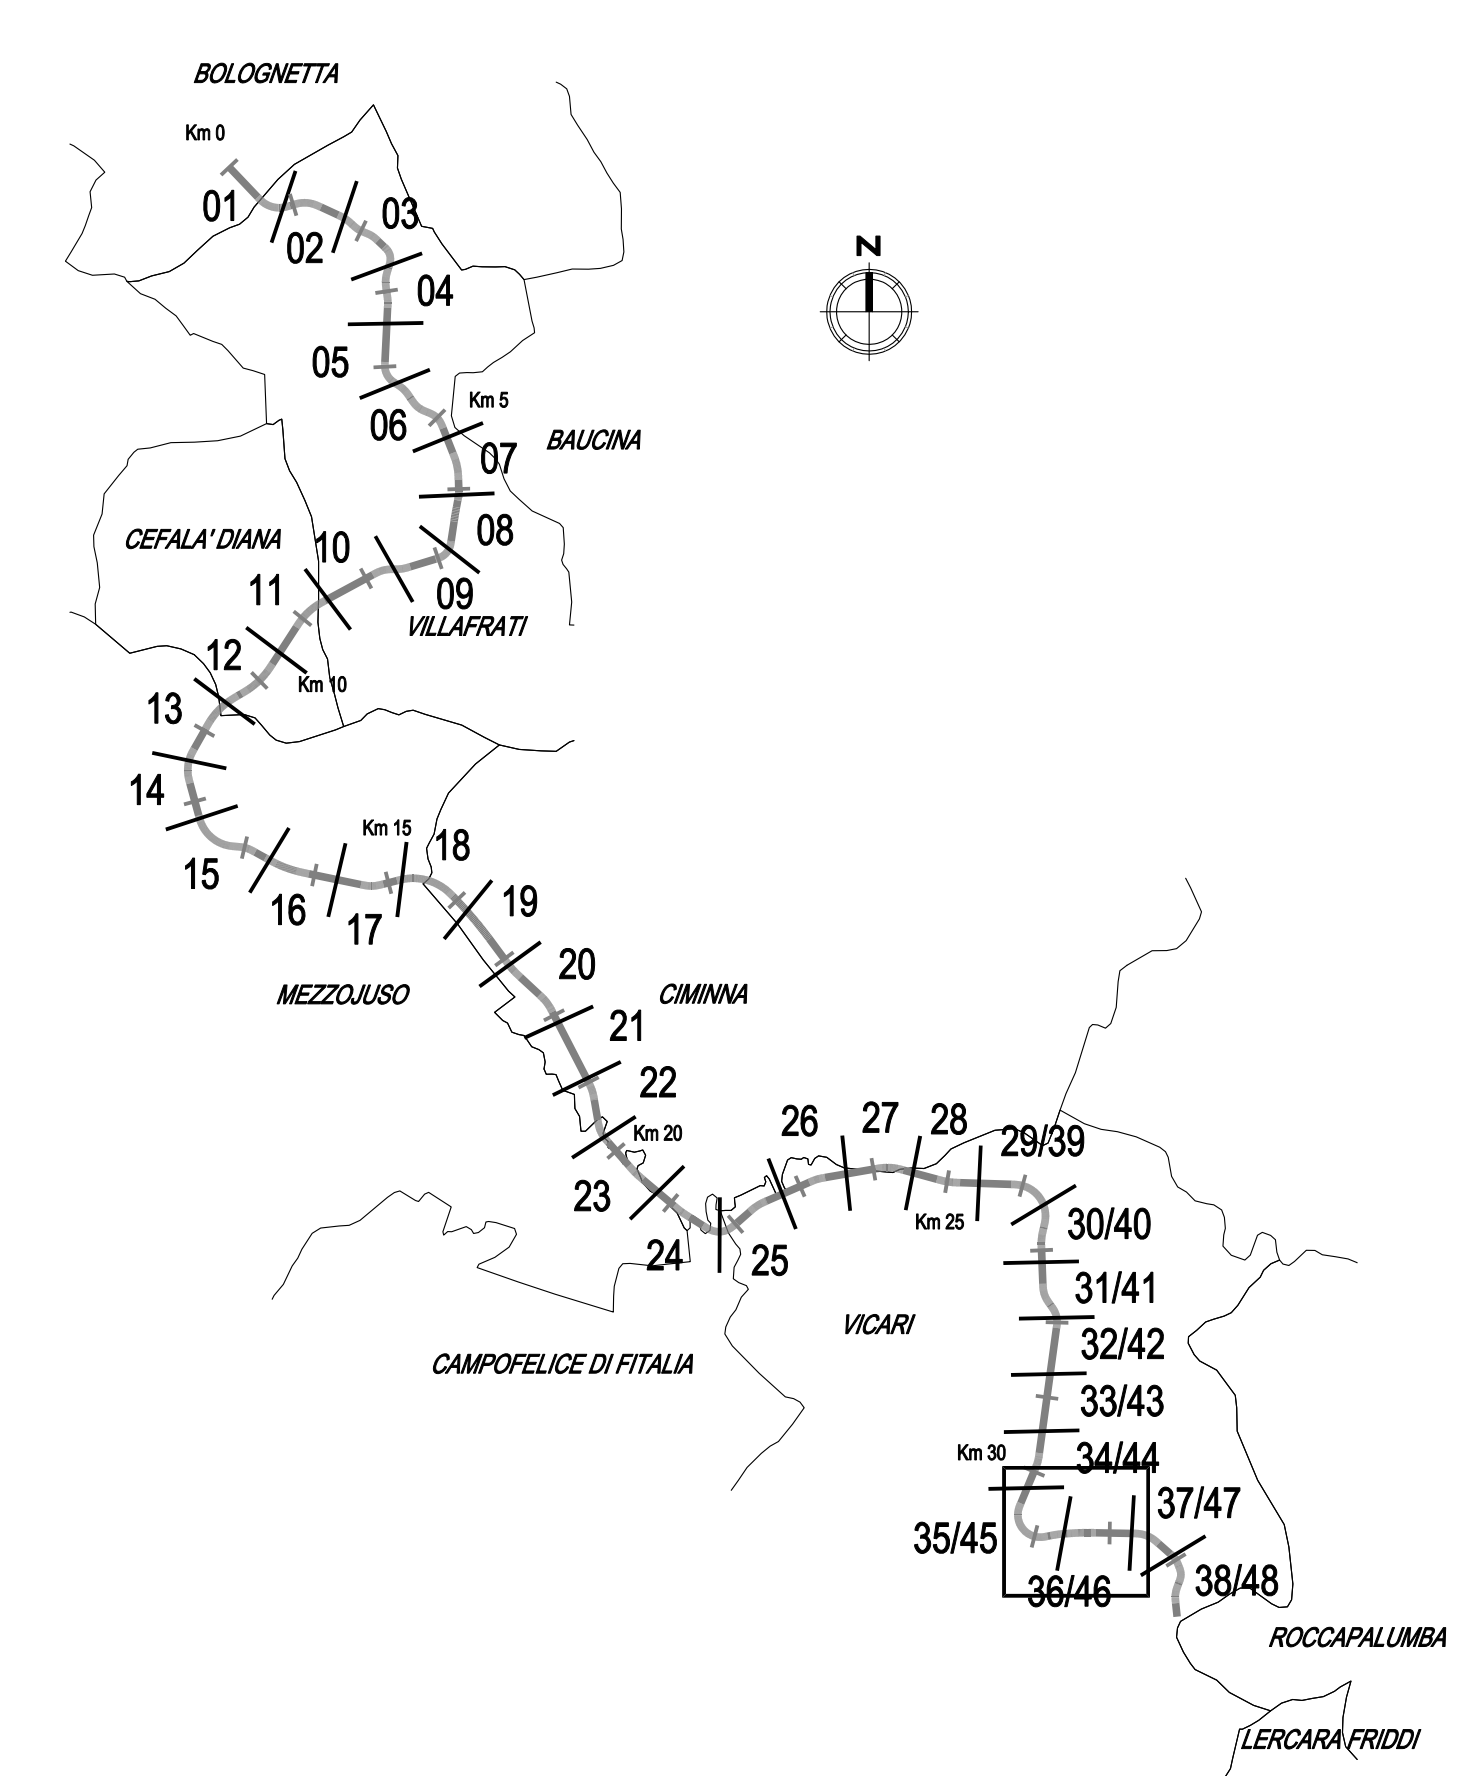 BOLOGNETTA
Km 0
01
02
03
N
04
05
Km 5
06
BAUCINA
07
08
CEFALA' DIANA
10
11
09
VILLAFRATI
12
Km 10
13
14
Km 15
18
15
16
17
19
20
MEZZOJUSO
CIMINNA
21
22
26
27
28
Km 20
29/39
23
Km 25
30/40
24
25
31/41
VICARI
32/42
CAMPOFELICE DI FITALIA
33/43
Km 30
34/44
37/47
35/45
36/46
38/48
ROCCAPALUMBA
LERCARA FRIDDI